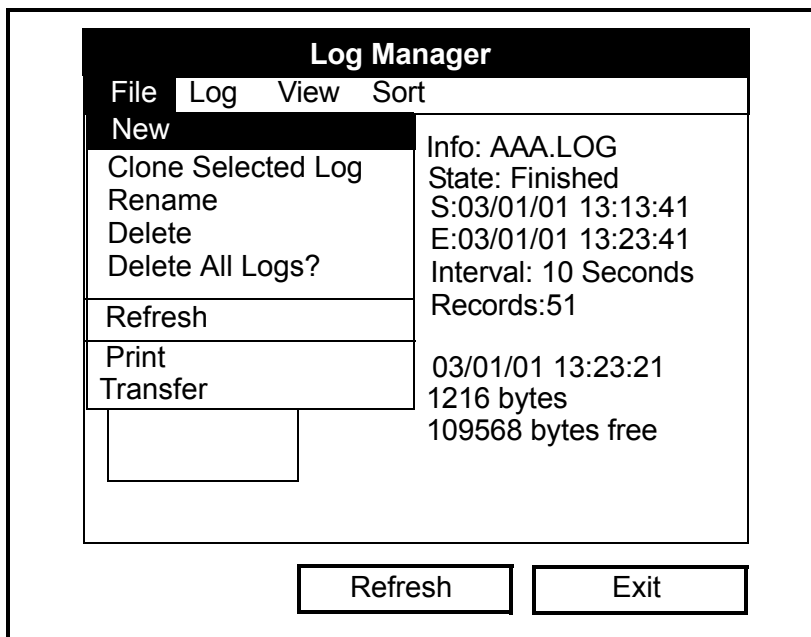 Log Manager
File Log View Sort
New
Clone Selected Log
Rename
Delete
Delete All Logs?
Refresh
Print
Transfer
Info: AAA.LOG
State: Finished
S:03/01/01 13:13:41
E:03/01/01 13:23:41
Interval: 10 Seconds
Records:51
03/01/01 13:23:21
1216 bytes
109568 bytes free
Refresh Exit